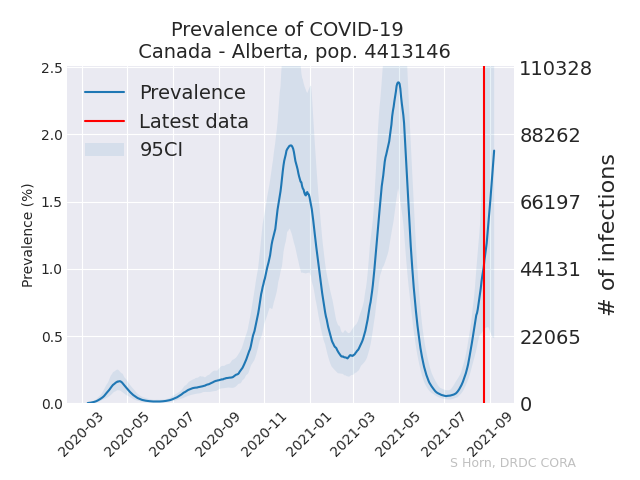 Prevalence of COVID-19
Canada - Alberta, pop. 4413146
Prevalence
Latest data
95CI
Prevalence (%)
2.5
2.0
1.5
1.0
0.5
0.0
110328
88262
66197
44131
22065
0
# of infections
2020-03
2020-05
2020-07
2020-09
2020-11
2021-01
2021-03
2021-05
2021-07
2021-09
S Horn, DRDC CORA